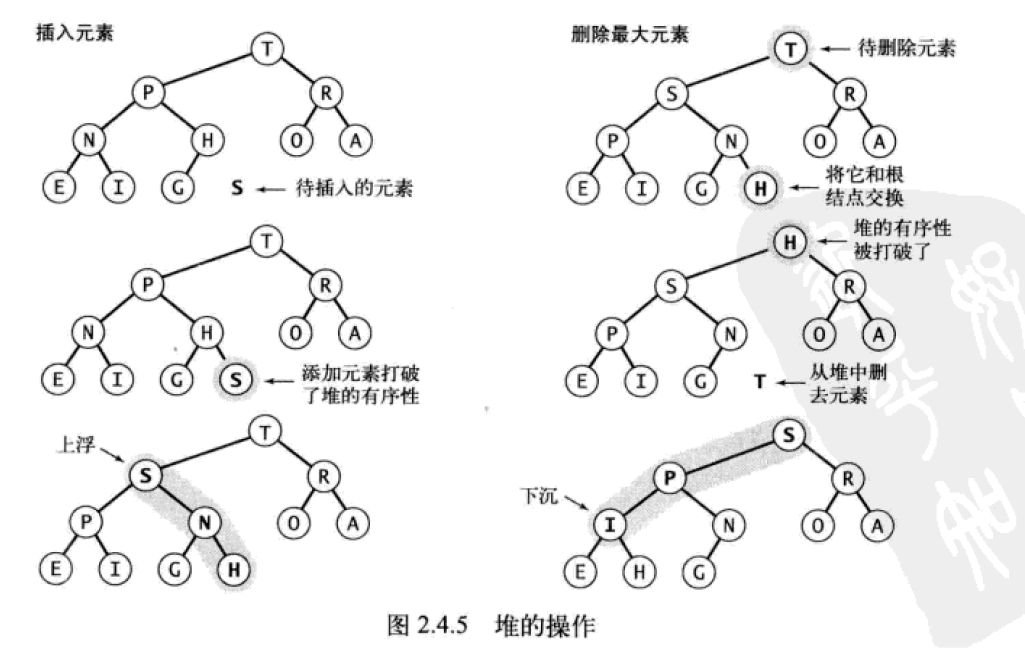 插入元素
T
P R
N H O A
E I G S ← 待插入的元素
T
P R
N H O A
E I G S
添加元素打破
了堆的有序性
上浮
T
S R
P N O A
E I G H
删除最大元素
T 待删除元素
S R
P N O A
E I G H
将它和根
结点交换
H
堆的有序性
被打破了
S R
P N O A
E I G T
从堆中删
去元素
S
P R
下沉
I N O A
E H G
图 2.4.5 堆的操作